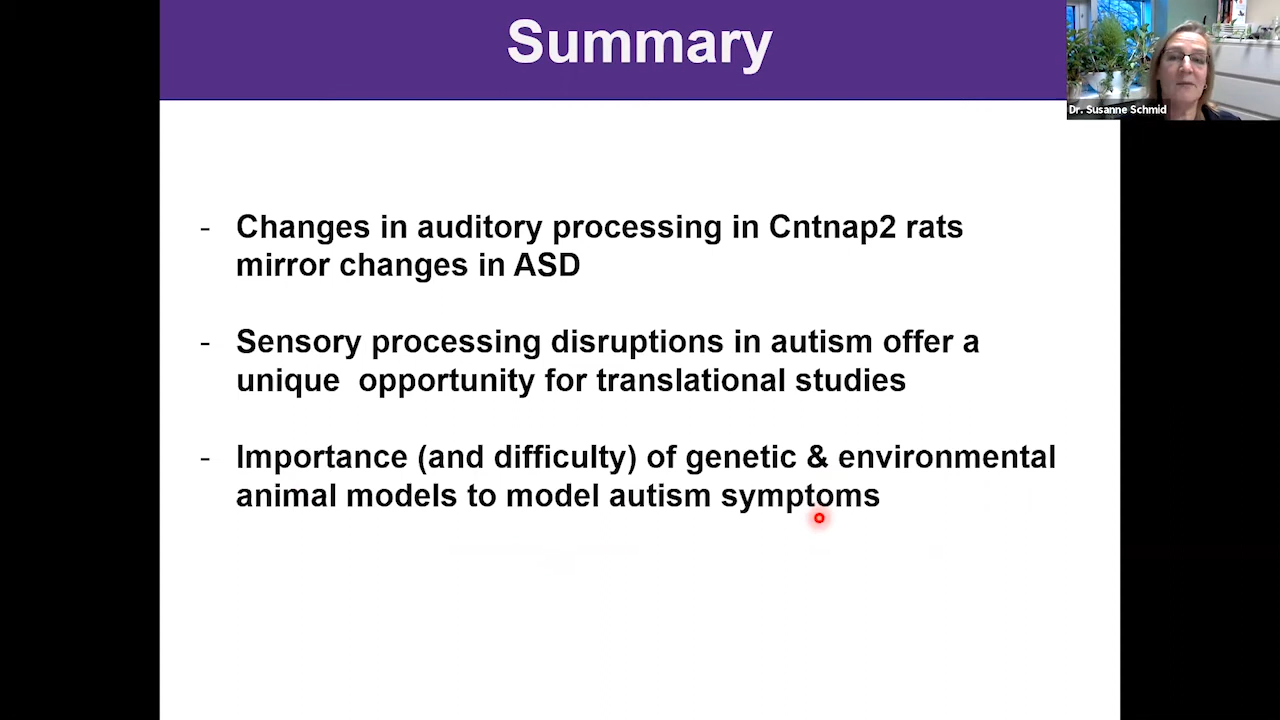 Summary
Dr. Susanne Schmid
- Changes in auditory processing in Cntnap2 rats
mirror changes in ASD
- Sensory processing disruptions in autism offer a
unique opportunity for translational studies
- Importance (and difficulty) of genetic & environmental
animal models to model autism symptoms